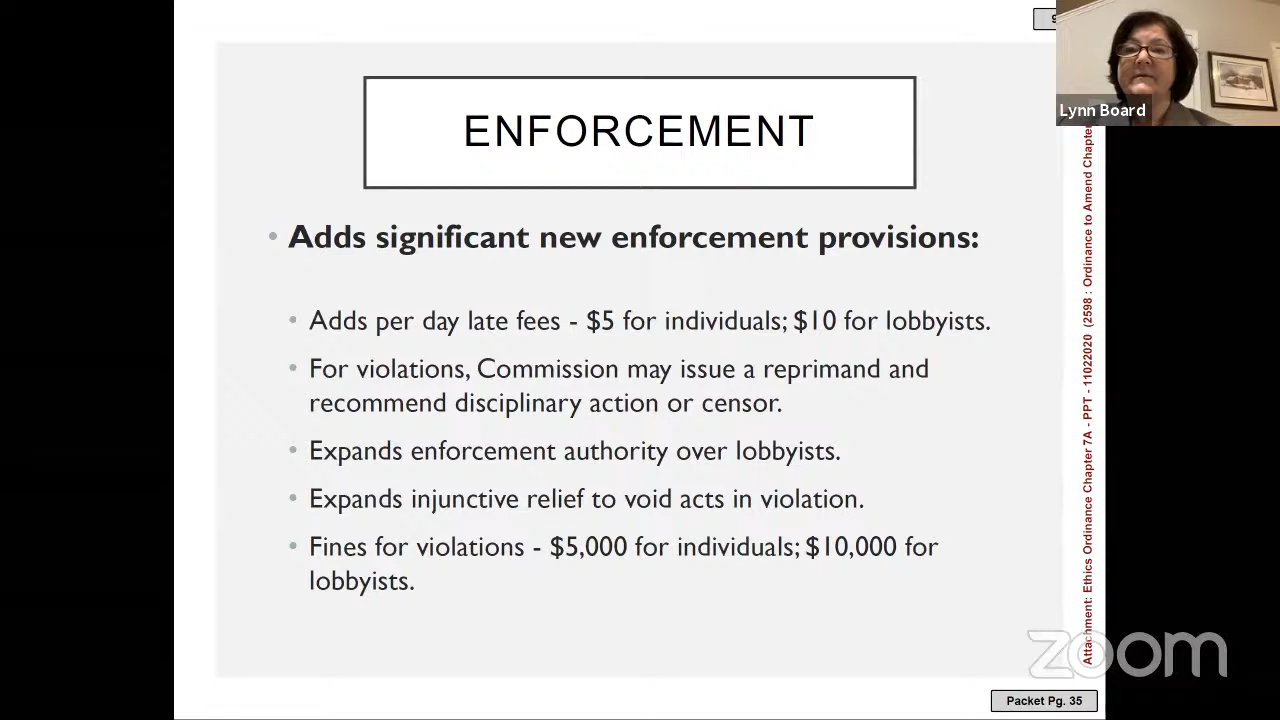 9
Lynn Board
ENFORCEMENT
• Adds significant new enforcement provisions:
• Adds per day late fees - $5 for individuals; $10 for lobbyists.
• For violations, Commission may issue a reprimand and
recommend disciplinary action or censor.
• Expands enforcement authority over lobbyists.
• Expands injunctive relief to void acts in violation.
• Fines for violations - $5,000 for individuals; $10,000 for
lobbyists.
Attachment: Ethics Ordinance Chapter 7A - PPT - 11022020 (2598 : Ordinance to Amend Chapter
zoom
Packet Pg. 35